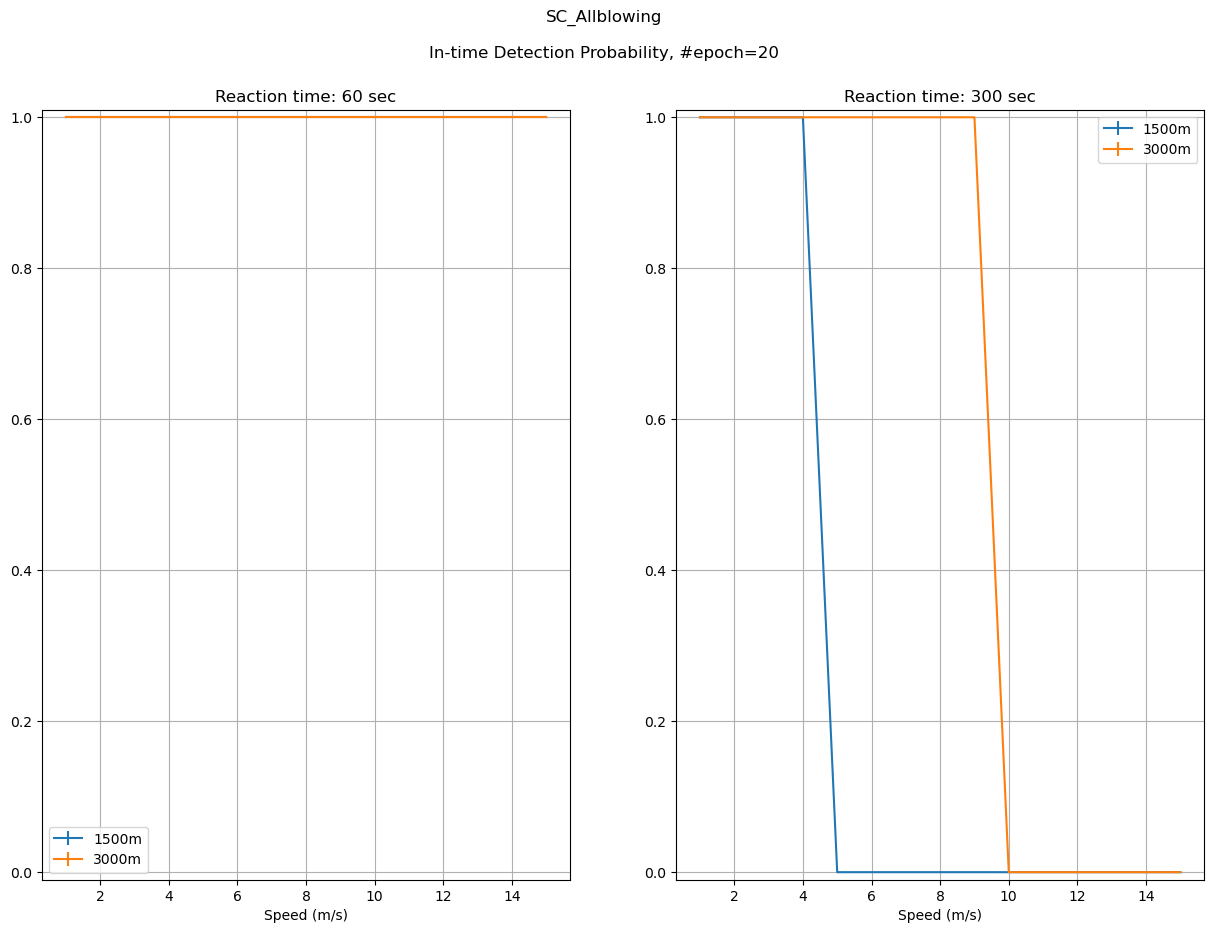 SC_Allblowing
In-time Detection Probability, #epoch=20
Reaction time: 60 sec
1.0
0.8
0.6
0.4
0.2
0.0
2 4 6 8 10 12 14
Speed (m/s)
1500m
3000m
Reaction time: 300 sec
1.0
0.8
0.6
0.4
0.2
0.0
2 4 6 8 10 12 14
Speed (m/s)
1500m
3000m